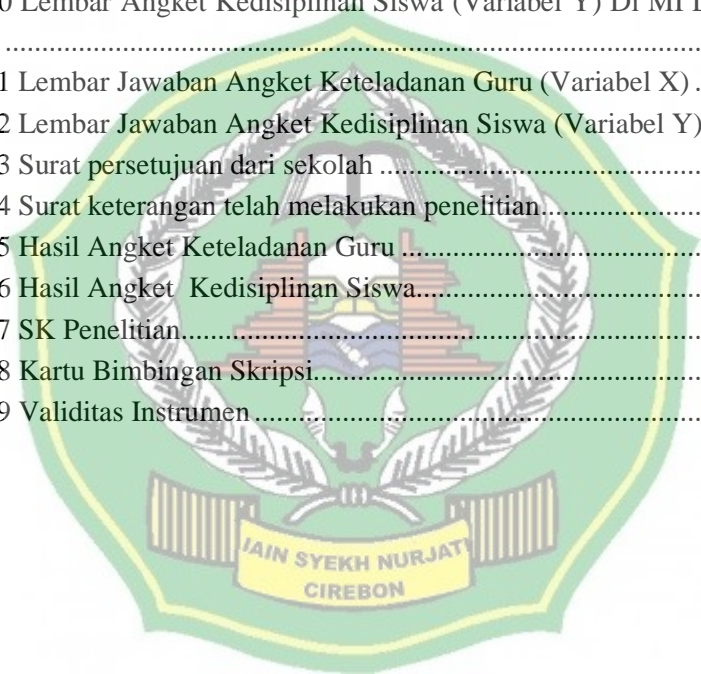 0 Lembar Angket Kedisiplinan Siswa (Variabel Y) Di MI
..........................................................................................
1 Lembar Jawaban Angket Keteladanan Guru (Variabel X) .
2 Lembar Jawaban Angket Kedisiplinan Siswa (Variabel Y)
3 Surat persetujuan dari sekolah ..............................................
4 Surat keterangan telah melakukan penelitian......................
5 Hasil Angket Keteladanan Guru ..........................................
6 Hasil Angket Kedisiplinan Siswa.........................................
7 SK Penelitian.......................................................................
8 Kartu Bimbingan Skripsi.....................................................
9 Validitas Instrumen .............................................................
IAIN SYEKH NURJATI
CIREBON